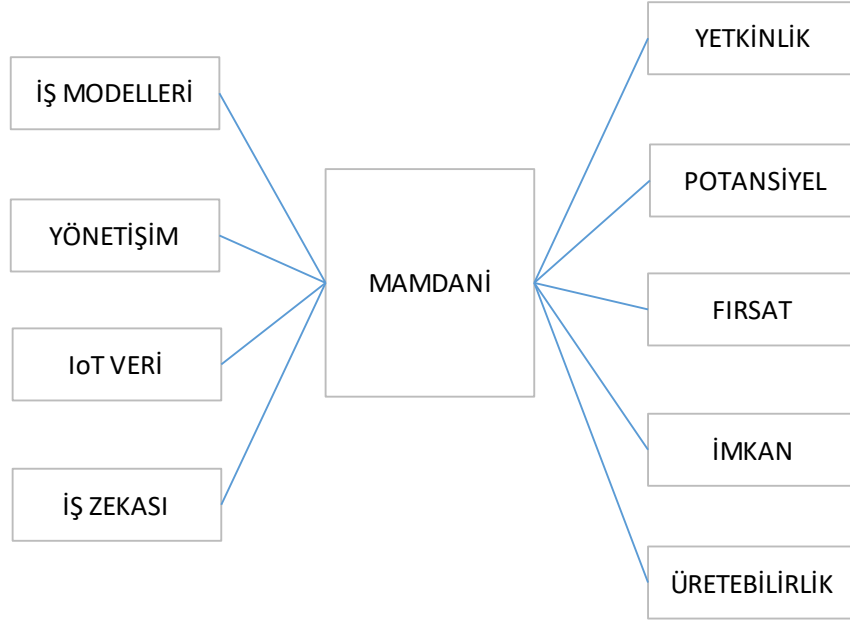 İŞ MODELLERİ
YÖNETİŞİM
IoT VERİ
İŞ ZEKASI
MAMDANİ
YETKİNLİK
POTANSİYEL
FIRSAT
İMKAN
ÜRETEBİLİRLİK